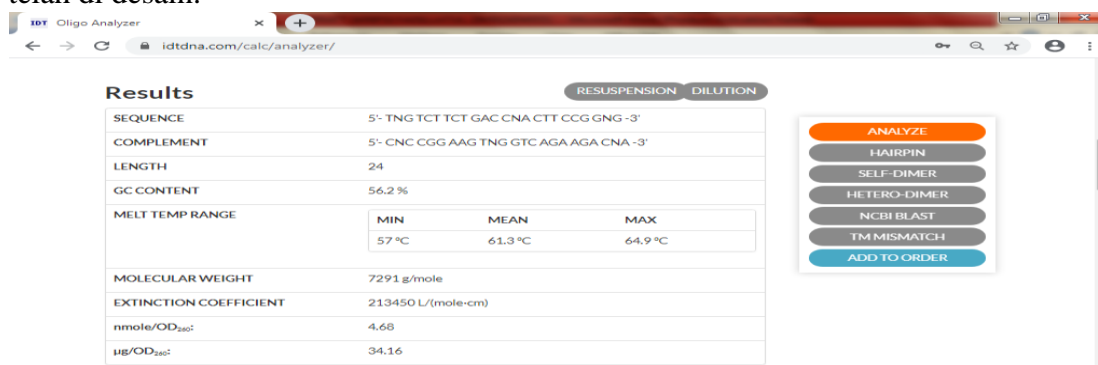 telah di desain.
IDT Oligo Analyzer × +
idtdna.com/calc/analyzer/
Results RESUSPENSION DILUTION
SEQUENCE 5'- TNG TCT TCT GAC CNA CTT CCG GNG -3'
COMPLEMENT 5'- CNC CGG AAG TNG GTC AGA AGA CNA -3'
LENGTH 24
GC CONTENT 56.2 %
MELT TEMP RANGE MIN MEAN MAX
57 ºC 61.3 ºC 64.9 ºC
MOLECULAR WEIGHT 7291 g/mole
EXTINCTION COEFFICIENT 213450 L/(mole·cm)
nmole/OD₂₆₀: 4.68
µg/OD₂₆₀: 34.16
ANALYZE
HAIRPIN
SELF-DIMER
HETERO-DIMER
NCBI BLAST
TM MISMATCH
ADD TO ORDER